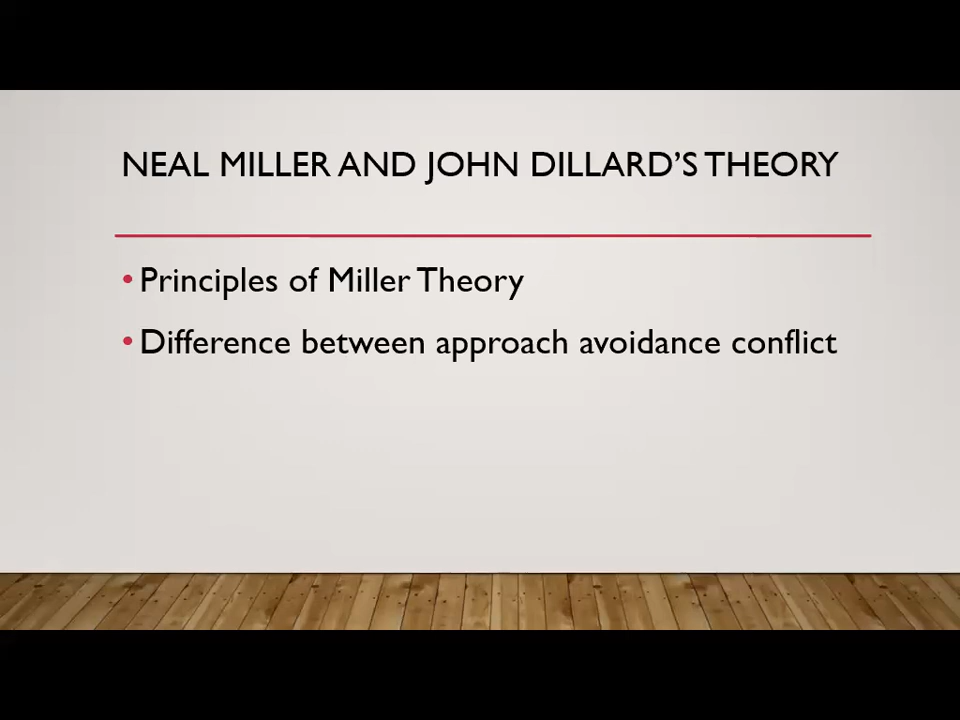 NEAL MILLER AND JOHN DILLARD'S THEORY
• Principles of Miller Theory
• Difference between approach avoidance conflict